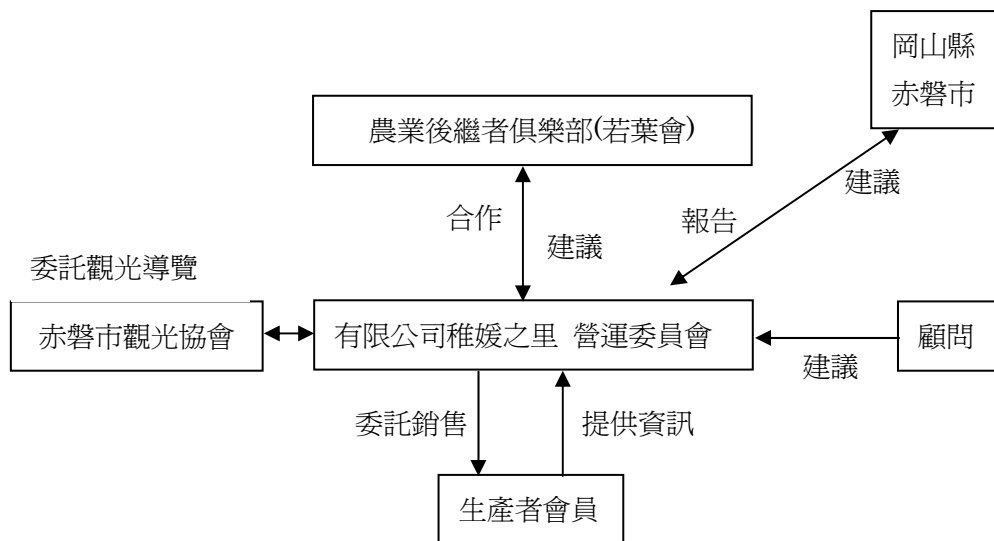 岡山縣
赤磐市
農業後繼者俱樂部(若葉會)
合作
建議
報告
建議
委託觀光導覽
赤磐市觀光協會
有限公司稚媛之里 營運委員會
顧問
建議
委託銷售
提供資訊
生產者會員